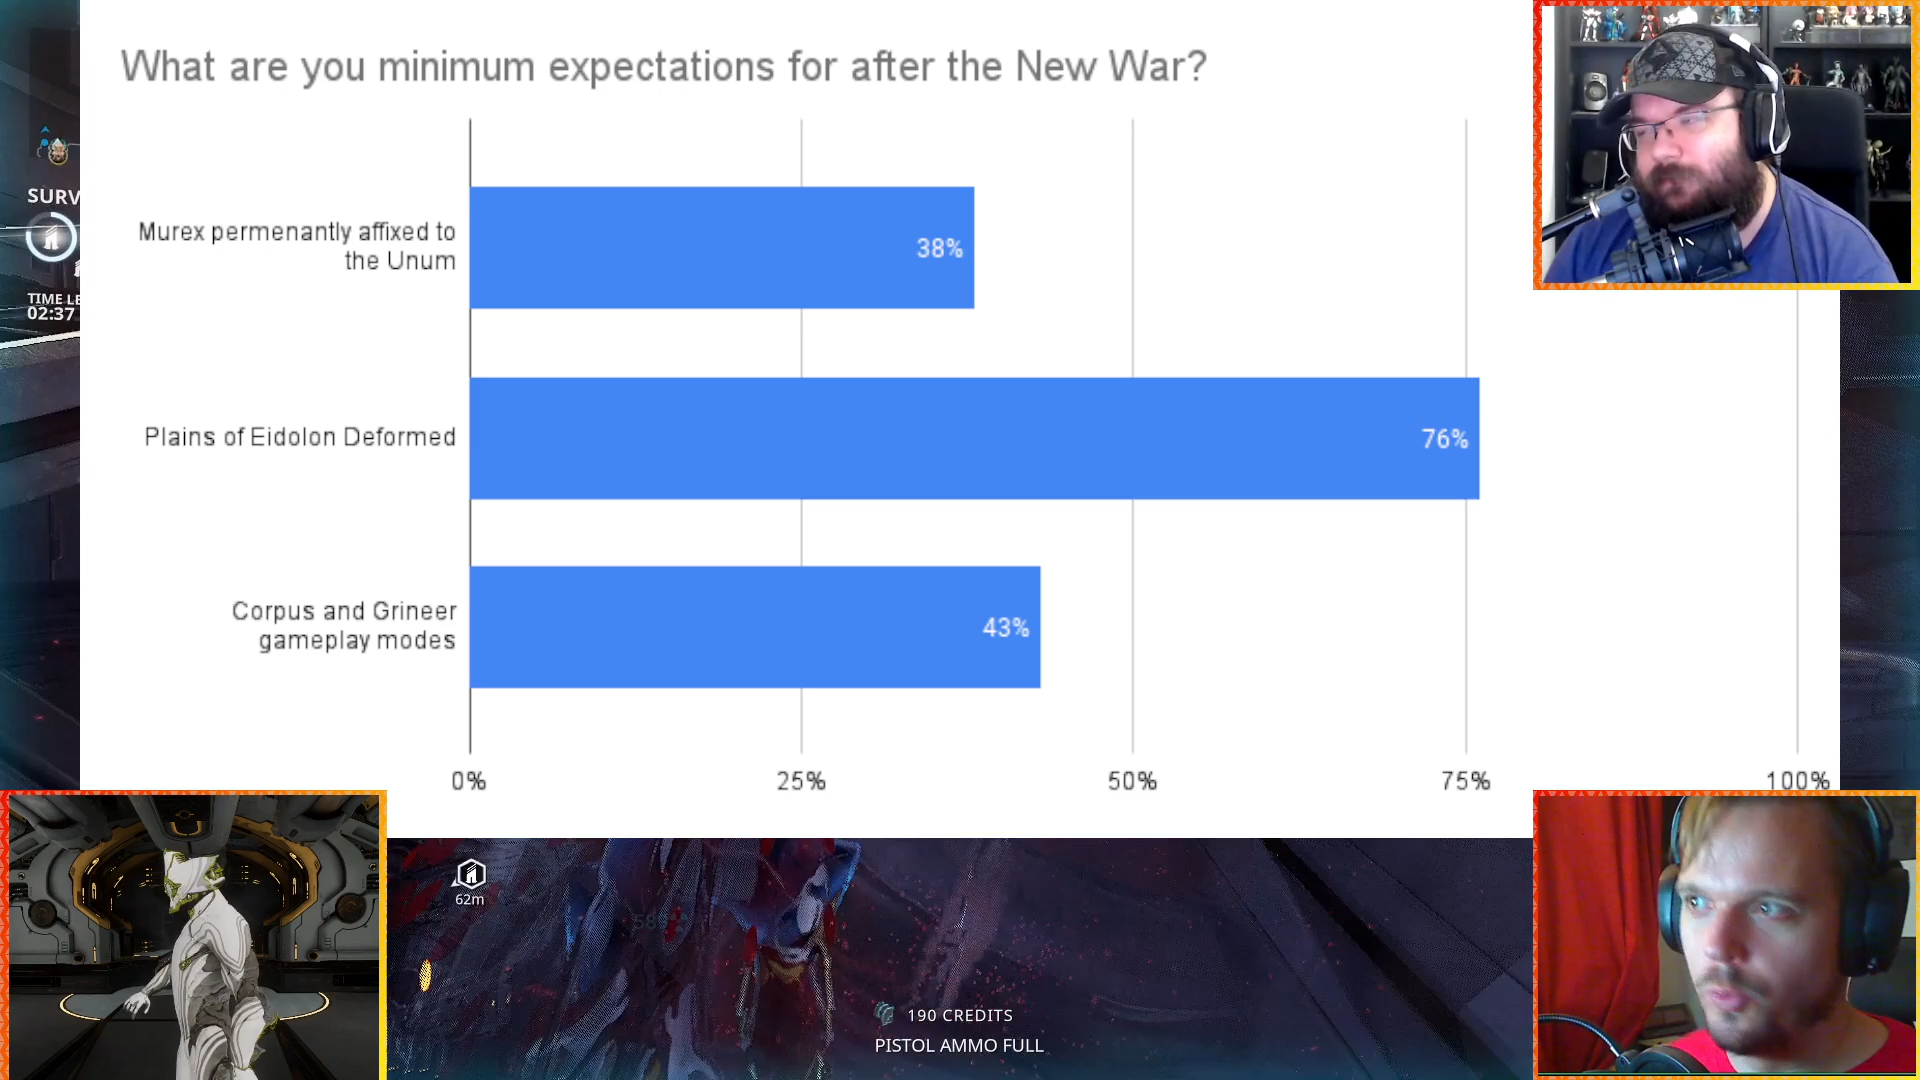 What are you minimum expectations for after the New War?
SURV
TIME LE
02:37
Murex permenantly affixed to
the Unum
38%
Plains of Eidolon Deformed
76%
Corpus and Grineer
gameplay modes
43%
0%
25%
50%
75%
100%
62m
190 CREDITS
PISTOL AMMO FULL